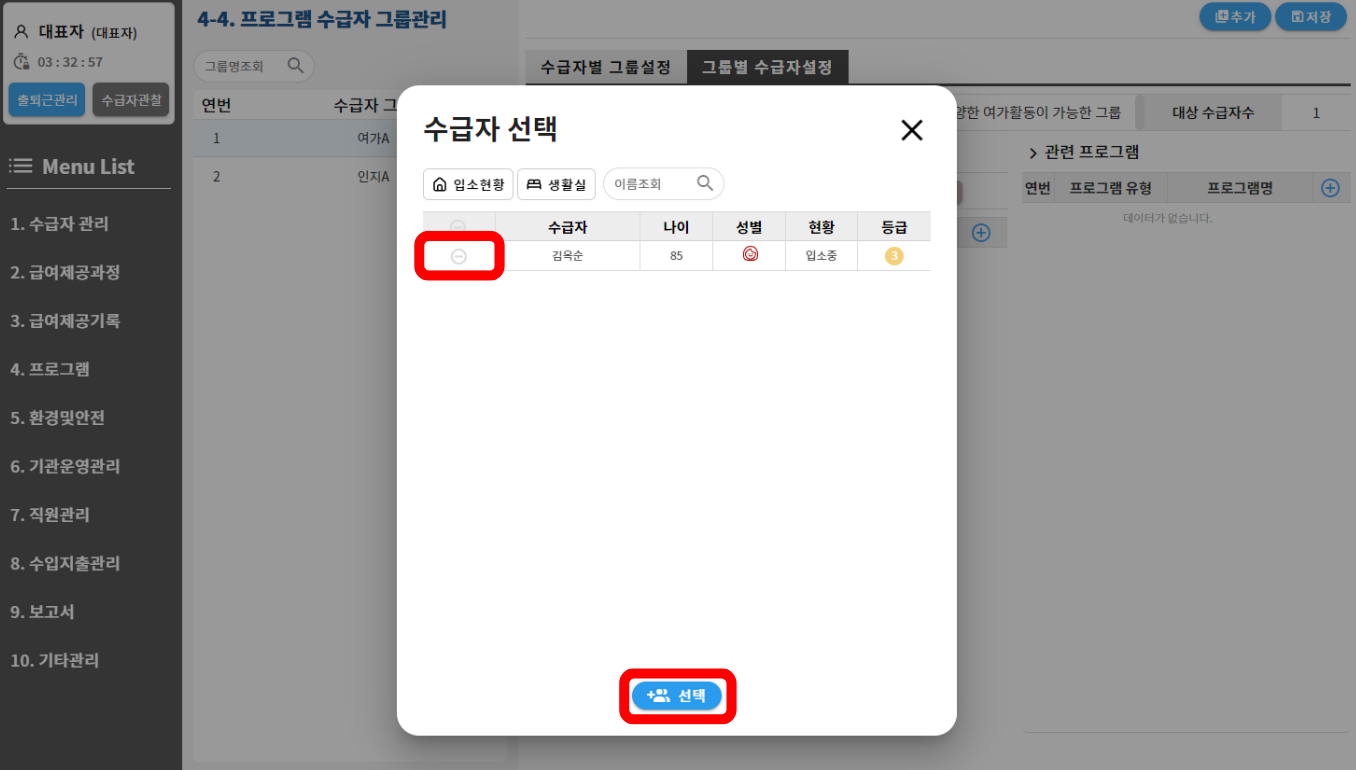 대표자 (대표자)
03 : 32 : 57
출퇴근관리 수급자관찰
Menu List
1. 수급자 관리
2. 급여제공과정
3. 급여제공기록
4. 프로그램
5. 환경및안전
6. 기관운영관리
7. 직원관리
8. 수입지출관리
9. 보고서
10. 기타관리
4-4. 프로그램 수급자 그룹관리
추가 저장
그룹명조회
연번 수급자 그
1 여가A
2 인지A
수급자별 그룹설정 그룹별 수급자설정
양한 여가활동이 가능한 그룹 대상 수급자수 1
관련 프로그램
연번 프로그램 유형 프로그램명
데이터가 없습니다.
수급자 선택
입소현황 생활실 이름조회
수급자 나이 성별 현황 등급
김옥순 85 입소중 3
선택